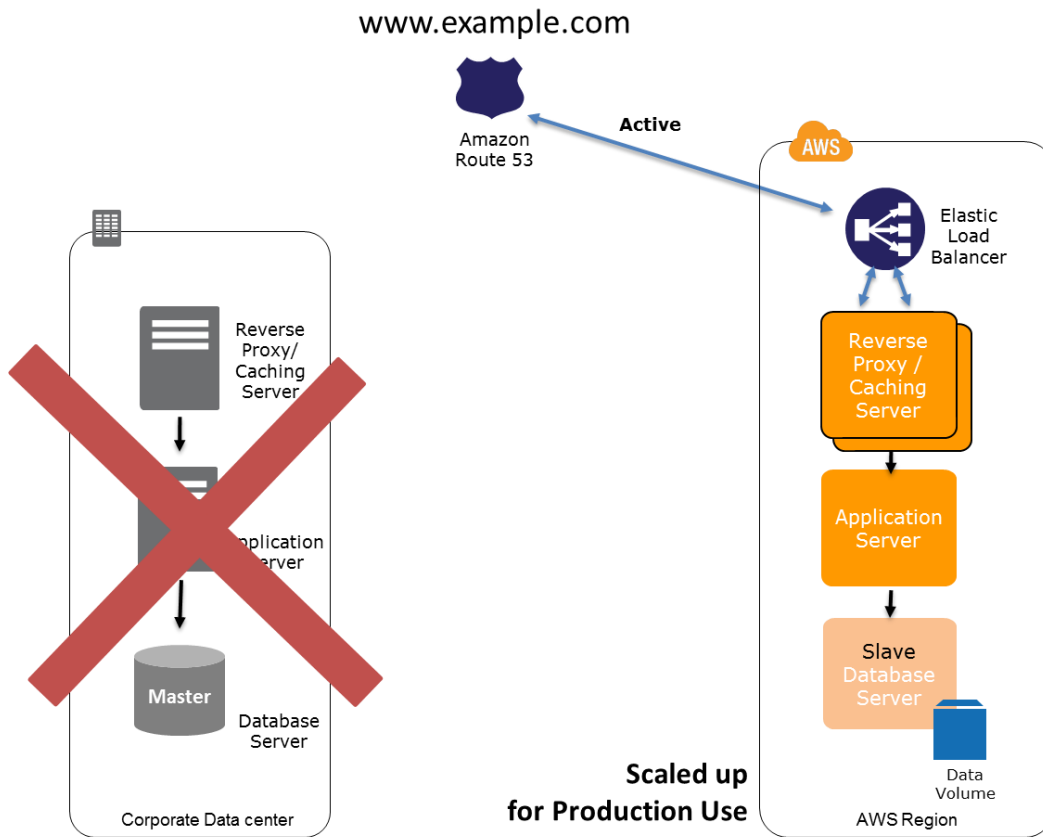 www.example.com
Amazon
Route 53
Active
AWS
Elastic
Load
Balancer
Reverse
Proxy/
Caching
Server
Reverse
Proxy /
Caching
Server
pplication
erver
Application
Server
Master
Database
Server
Slave
Database
Server
Data
Volume
Scaled up
for Production Use
Corporate Data center
AWS Region